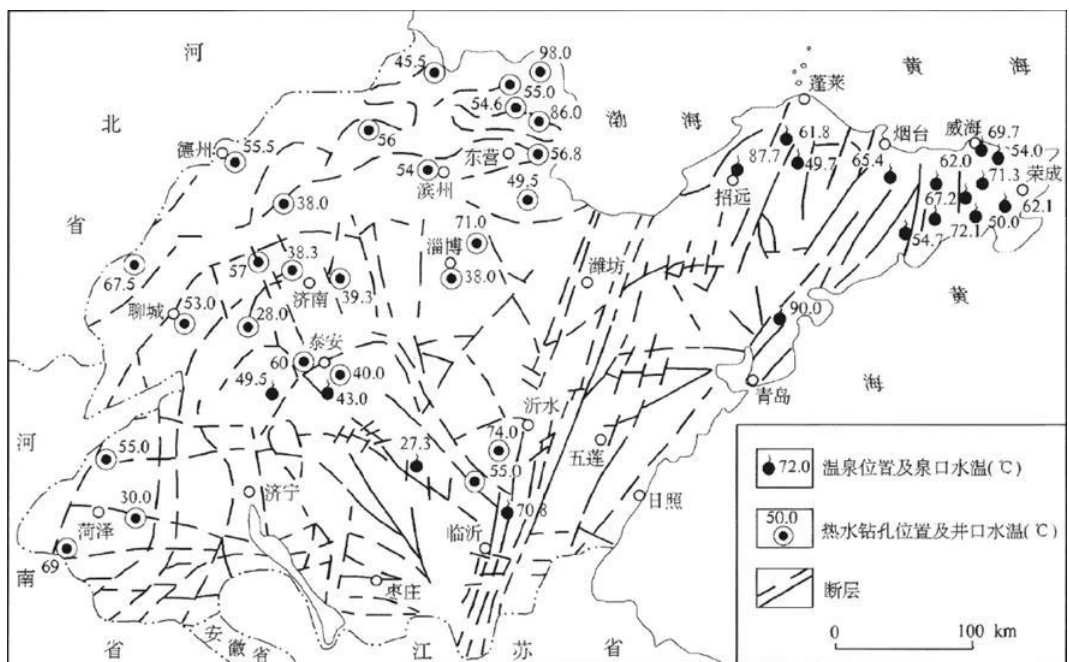 河
北
省
渤 海
黄 海
黄
海
河
南
省
安
徽
省
江 苏 省
98.0
45.5
55.0
54.6
86.0
56
德州
55.5
54
滨州
东营
56.8
49.5
38.0
71.0
淄博
38.0
67.5
57
38.3
济南
39.3
聊城
53.0
28.0
泰安
60
40.0
49.5
43.0
潍坊
蓬莱
61.8
49.7
87.7
招远
烟台
65.4
威海
69.7
54.0
62.0
71.3
荣成
67.2
62.1
50.0
72.1
54.7
90.0
青岛
沂水
74.0
27.3
55.0
五莲
70.8
日照
临沂
55.0
30.0
菏泽
69
济宁
枣庄
72.0 温泉位置及泉口水温(℃)
50.0 热水钻孔位置及井口水温(℃)
断层
0 100 km